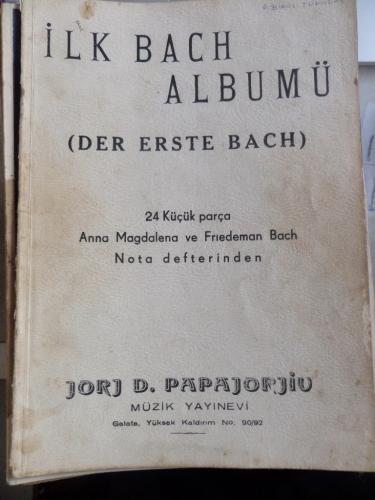 İLK BACH
ALBUMÜ
(DER ERSTE BACH)
24 Küçük parça
Anna Magdalena ve Frıedeman Bach
Nota defterinden
JORJ D. PAPAJORJİU
MÜZİK YAYINEVİ
Galata, Yüksek Kaldırım No. 90/92